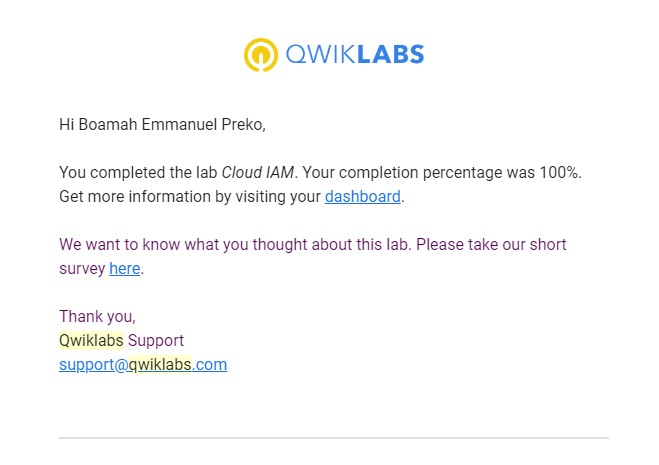 QWIKLABS
Hi Boamah Emmanuel Preko,
You completed the lab Cloud IAM. Your completion percentage was 100%.
Get more information by visiting your dashboard.
We want to know what you thought about this lab. Please take our short
survey here.
Thank you,
Qwiklabs Support
support@qwiklabs.com